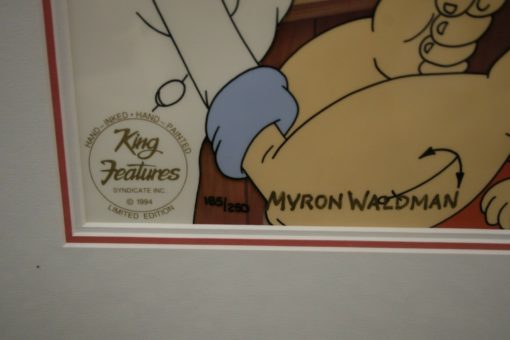 HAND-INKED • HAND-PAINTED
King
Features
SYNDICATE INC
© 1994
LIMITED EDITION
185/250
MYRON WALDMAN